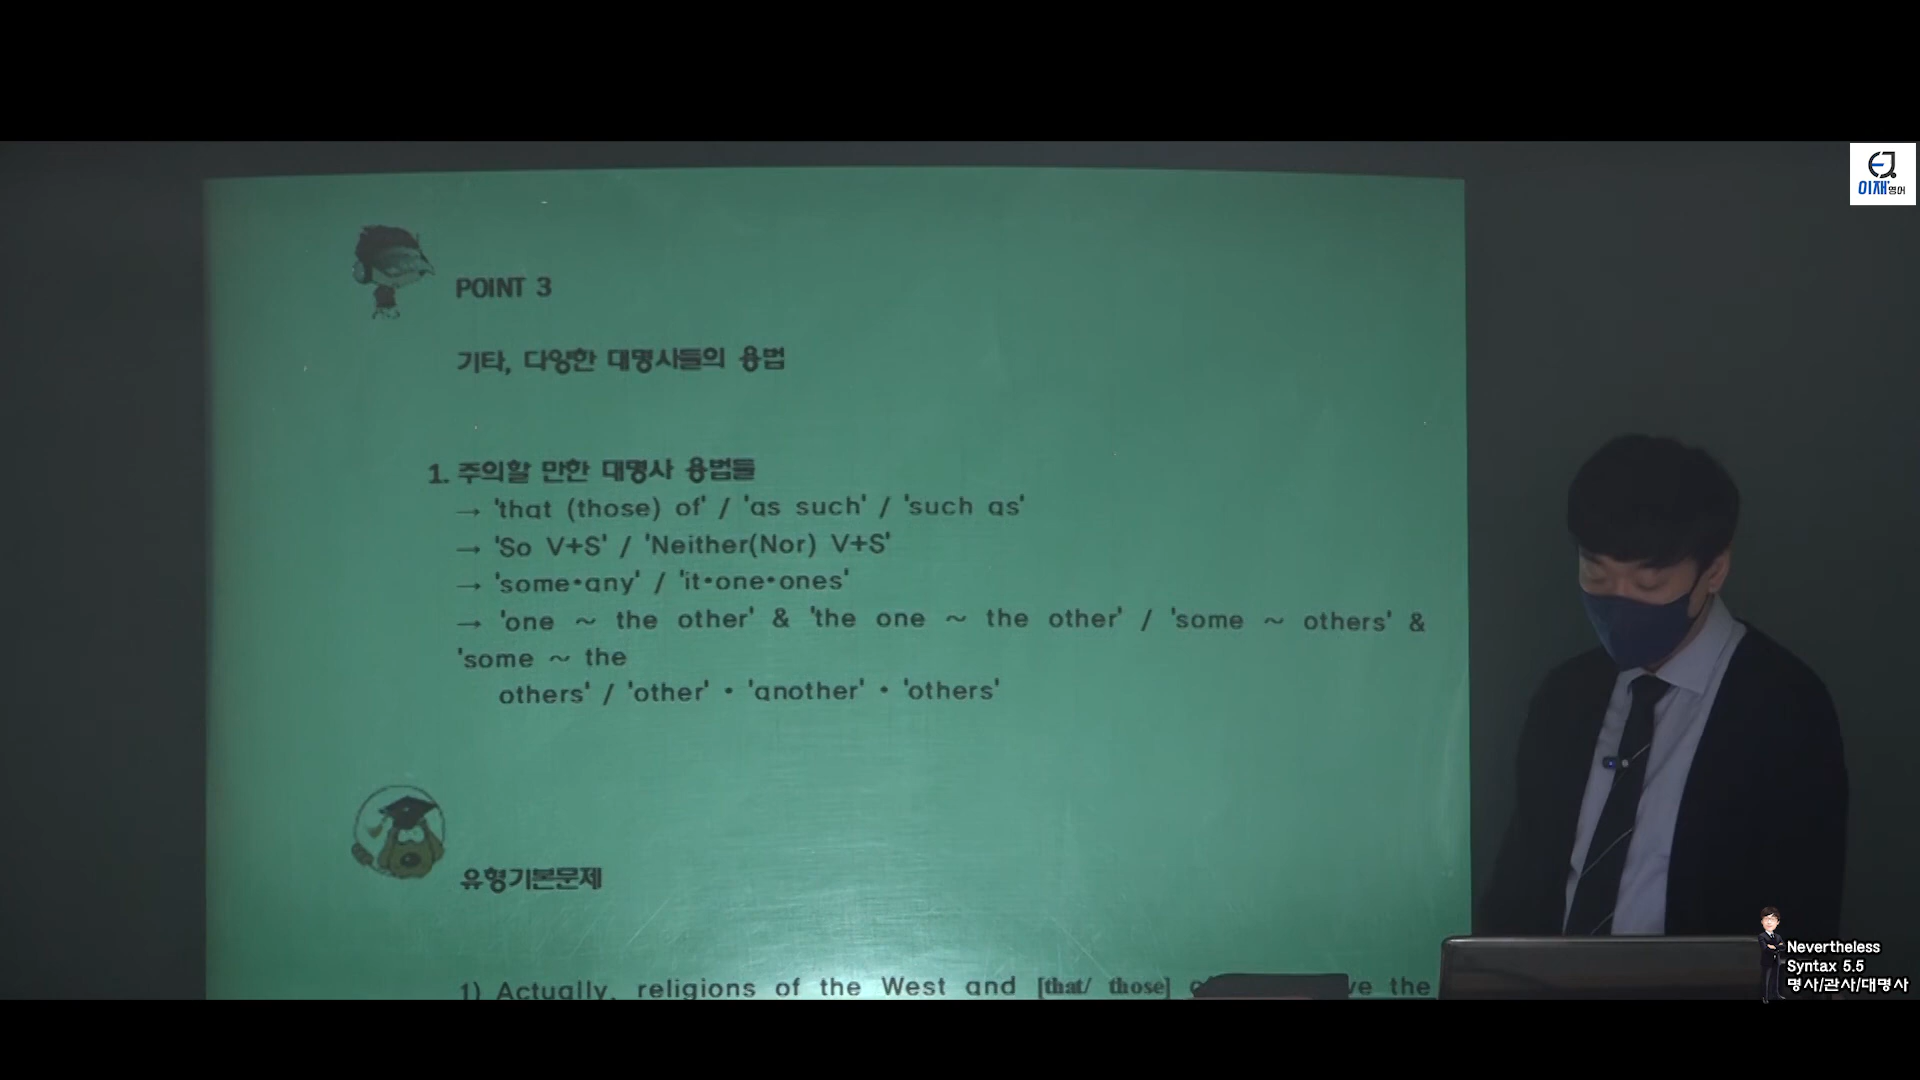 이재영어
POINT 3
기타, 다양한 대명사들의 용법
1. 주의할 만한 대명사 용법들
→ 'that (those) of' / 'as such' / 'such as'
→ 'So V+S' / 'Neither(Nor) V+S'
→ 'some•any' / 'it•one•ones'
→ 'one ~ the other' & 'the one ~ the other' / 'some ~ others' &
'some ~ the
others' / 'other' • 'another' • 'others'
유형기본문제
1) Actually, religions of the West and [that/ those] the
Nevertheless
Syntax 5.5
명사/관사/대명사